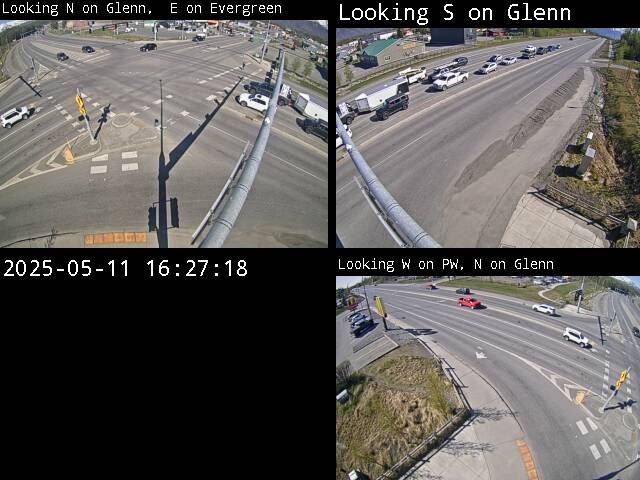 Looking N on Glenn,  E on Evergreen
Looking S on Glenn
2025-05-11 16:27:18
Looking W on PW, N on Glenn